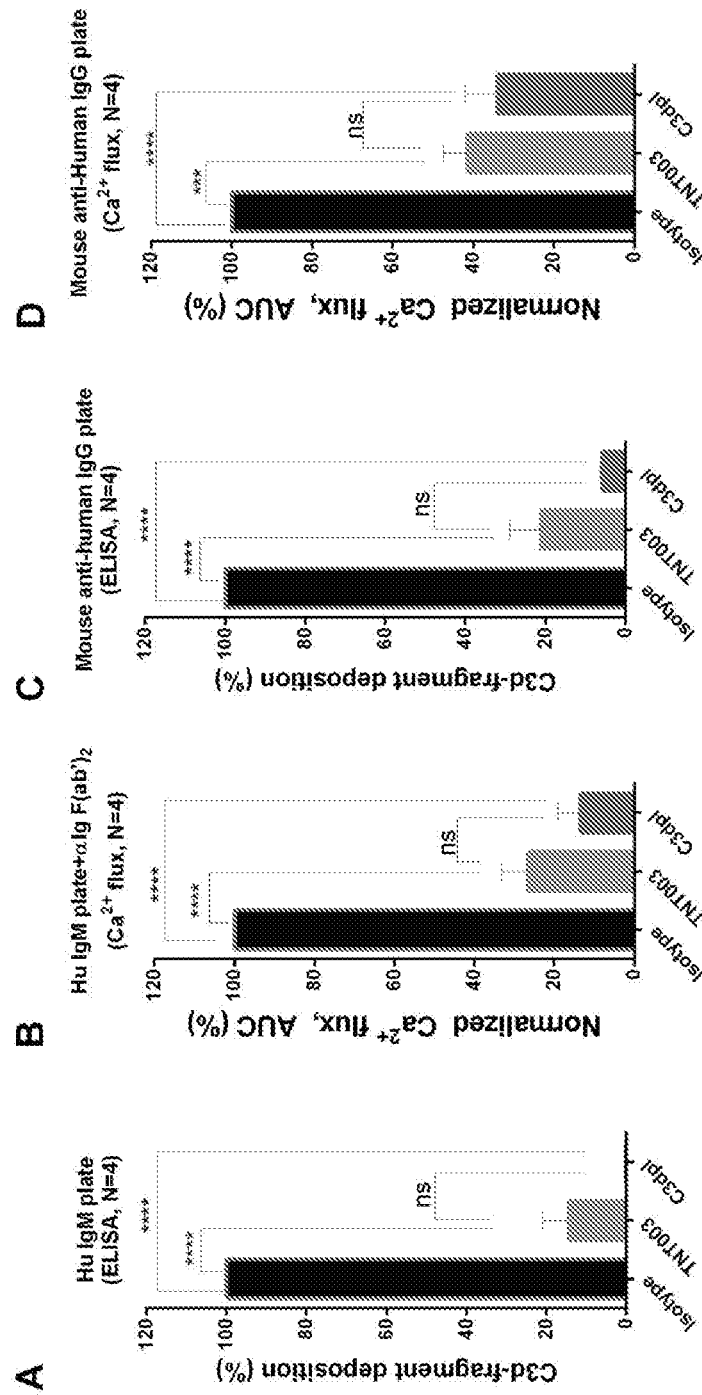 A
Hu IgM plate
(ELISA, N=4)
C3d-fragment deposition (%)
120
100
80
60
40
20
0
****
****
ns
Isotype
TNT003
C3dpl
B
Hu IgM plate+αIg F(ab')₂
(Ca²⁺ flux, N=4)
Normalized Ca²⁺ flux, AUC (%)
120
100
80
60
40
20
0
****
****
ns
Isotype
TNT003
C3dpl
C
Mouse anti-human IgG plate
(ELISA, N=4)
C3d-fragment deposition (%)
120
100
80
60
40
20
0
****
****
ns
Isotype
TNT003
C3dpl
D
Mouse anti-Human IgG plate
(Ca²⁺ flux, N=4)
Normalized Ca²⁺ flux, AUC (%)
120
100
80
60
40
20
0
****
***
ns
Isotype
TNT003
C3dpl